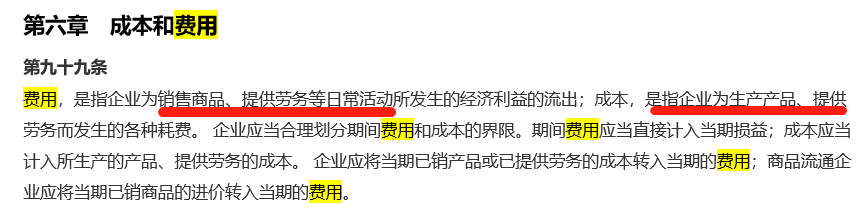 第六章　成本和费用
第九十九条
费用，是指企业为销售商品、提供劳务等日常活动所发生的经济利益的流出；成本，是指企业为生产产品、提供
劳务而发生的各种耗费。 企业应当合理划分期间费用和成本的界限。期间费用应当直接计入当期损益；成本应当
计入所生产的产品、提供劳务的成本。 企业应将当期已销产品或已提供劳务的成本转入当期的费用；商品流通企
业应将当期已销商品的进价转入当期的费用。